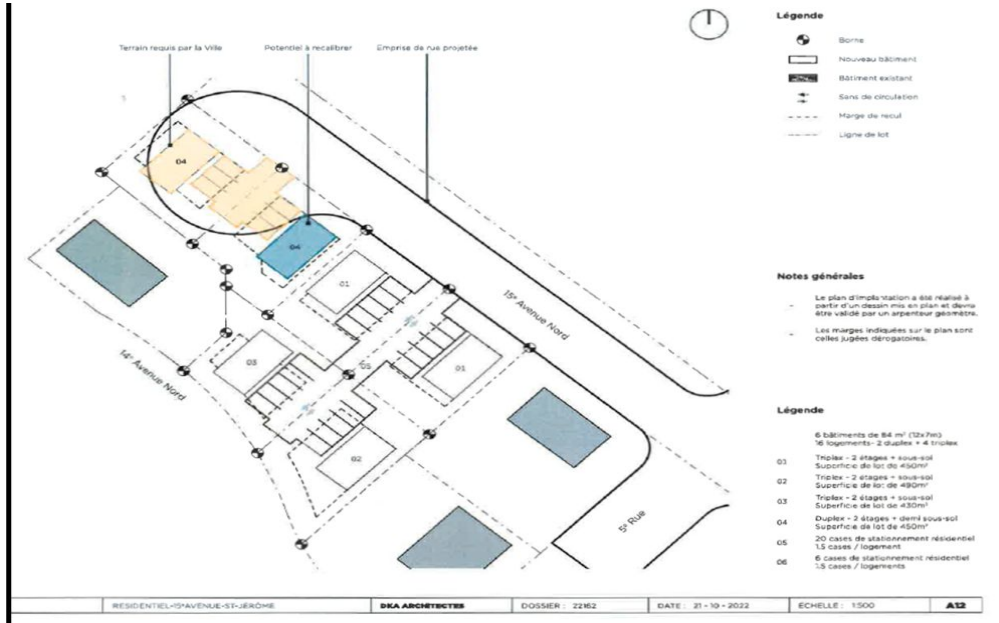 Légende
Borne
Nouveau bâtiment
Bâtiment existant
Sens de circulation
Marge de recul
Ligne de lot
Terrain requis par la Ville
Potentiel à recalibrer
Emprise de rue projetée
04
04
01
15e Avenue Nord
03
05
01
14e Avenue Nord
02
5e Rue
Notes générales
- Le plan d'implantation a été réalisé à
partir d'un dessin mis en plan et devra
être validé par un arpenteur géomètre.
- Les marges indiquées sur le plan sont
celles jugées dérogatoires.
Légende
6 bâtiments de 84 m² (12x7m)
16 logements- 2 duplex + 4 triplex
01 Triplex - 2 étages + sous-sol
Superficie de lot de 450m²
02 Triplex - 2 étages + sous-sol
Superficie de lot de 490m²
03 Triplex - 2 étages + sous-sol
Superficie de lot de 430m²
04 Duplex - 2 étages + demi sous-sol
Superficie de lot de 450m²
05 20 cases de stationnement résidentiel
1.5 cases / logement
06 6 cases de stationnement résidentiel
1.5 cases / logements
RÉSIDENTIEL-15eAVENUE-ST-JÉRÔME
DKA ARCHITECTES
DOSSIER : 22162
DATE : 21 - 10 - 2022
ÉCHELLE : 1:500
A12